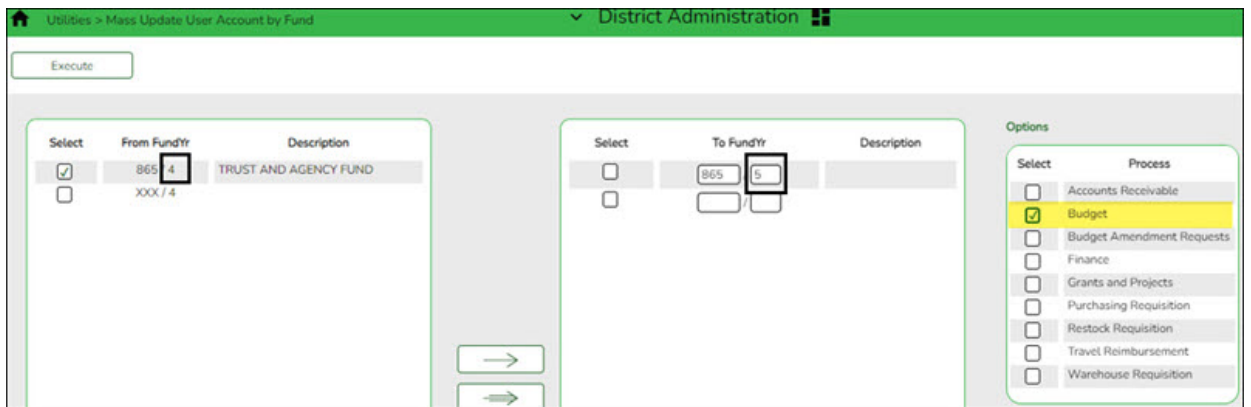 Utilities > Mass Update User Account by Fund
District Administration
Execute
Select From FundYr Description
865 / 4 TRUST AND AGENCY FUND
XXX / 4
Select To FundYr Description
865 / 5
/
Options
Select Process
Accounts Receivable
Budget
Budget Amendment Requests
Finance
Grants and Projects
Purchasing Requisition
Restock Requisition
Travel Reimbursement
Warehouse Requisition